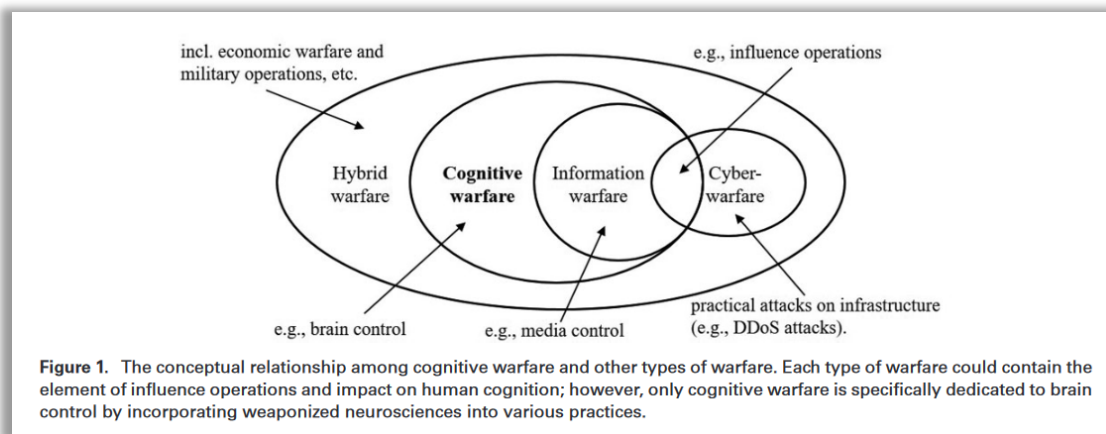 incl. economic warfare and
military operations, etc.
e.g., influence operations
Hybrid
warfare
Cognitive
warfare
Information
warfare
Cyber-
warfare
e.g., brain control
e.g., media control
practical attacks on infrastructure
(e.g., DDoS attacks).
Figure 1. The conceptual relationship among cognitive warfare and other types of warfare. Each type of warfare could contain the
element of influence operations and impact on human cognition; however, only cognitive warfare is specifically dedicated to brain
control by incorporating weaponized neurosciences into various practices.